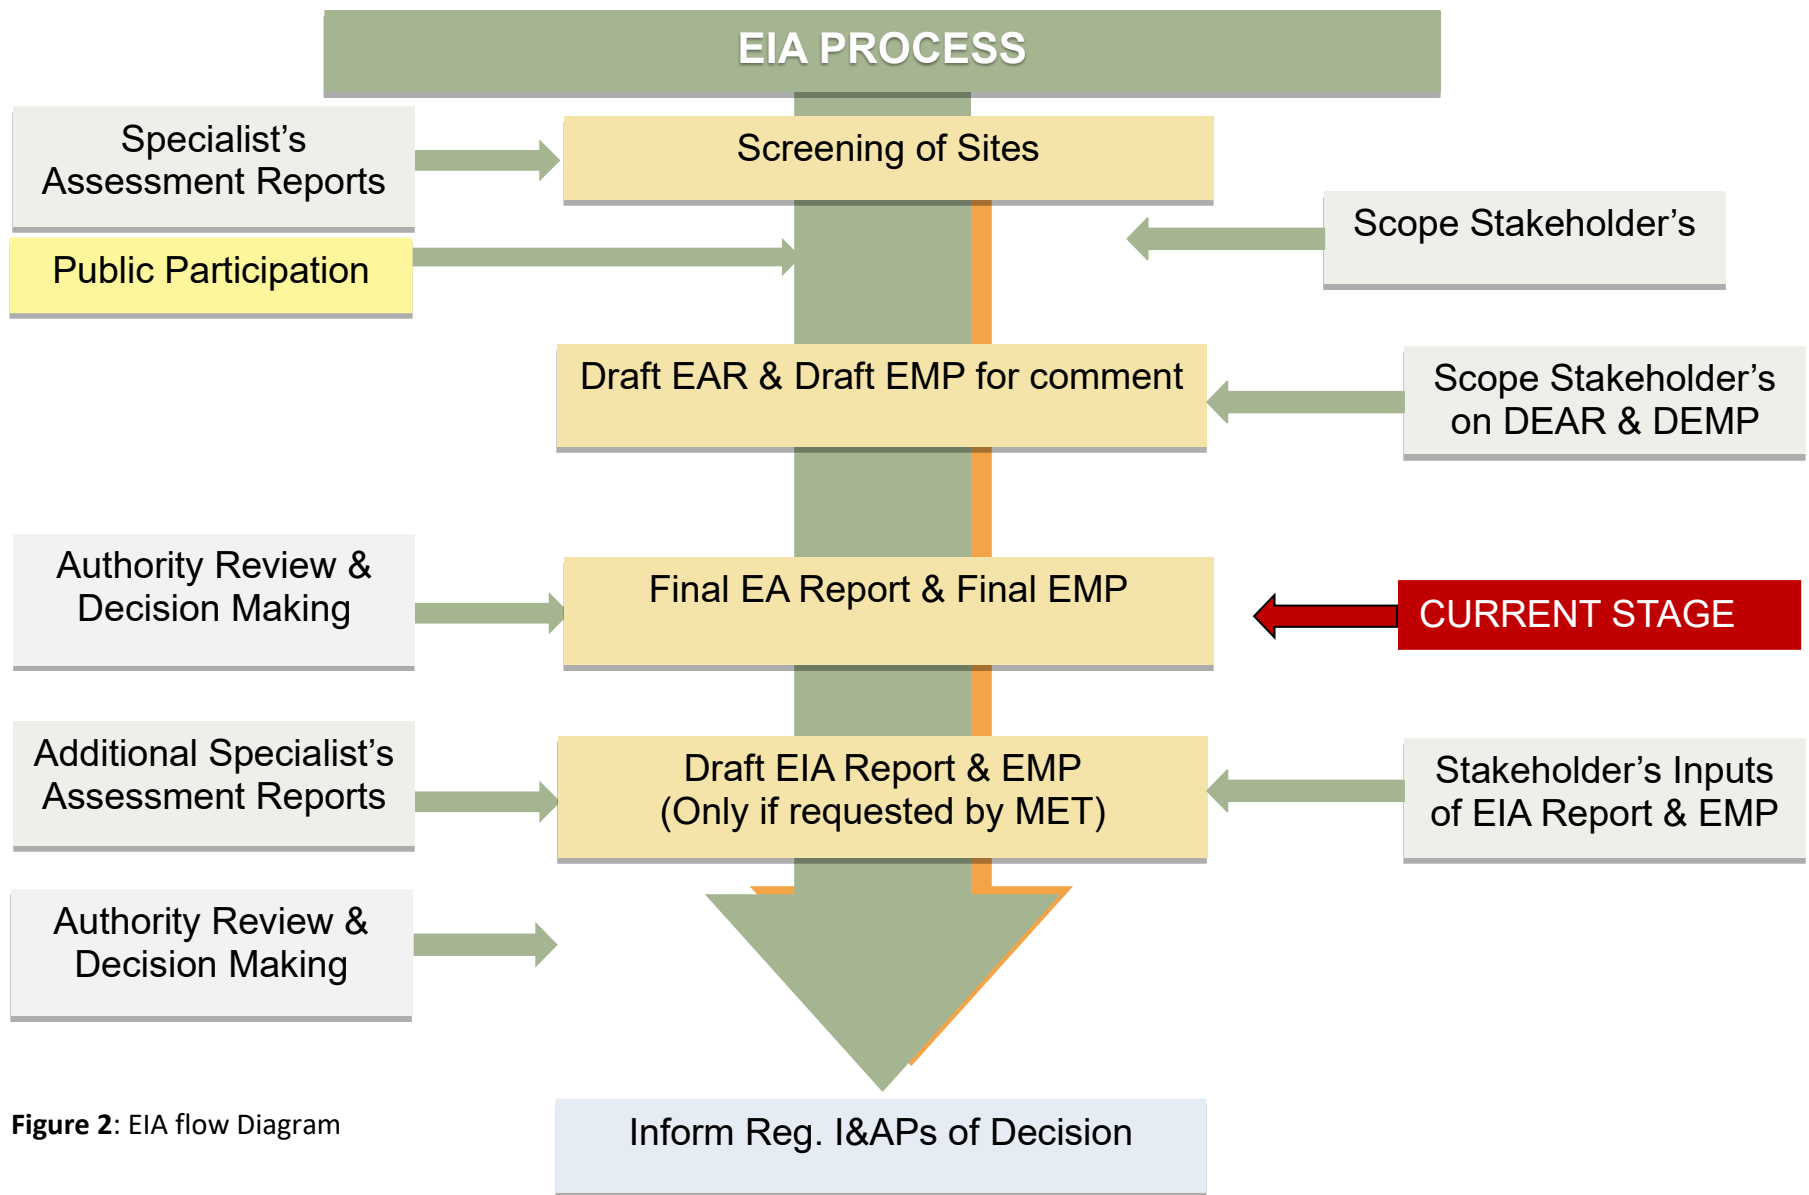 EIA PROCESS
Specialist’s
Assessment Reports
Screening of Sites
Scope Stakeholder’s
Public Participation
Draft EAR & Draft EMP for comment
Scope Stakeholder’s
on DEAR & DEMP
Authority Review &
Decision Making
Final EA Report & Final EMP
CURRENT STAGE
Additional Specialist’s
Assessment Reports
Draft EIA Report & EMP
(Only if requested by MET)
Stakeholder’s Inputs
of EIA Report & EMP
Authority Review &
Decision Making
Figure 2: EIA flow Diagram
Inform Reg. I&APs of Decision